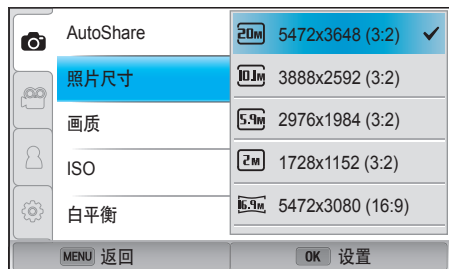 AutoShare
照片尺寸
画质
ISO
白平衡
20M 5472x3648 (3:2)
10.1M 3888x2592 (3:2)
5.9M 2976x1984 (3:2)
2M 1728x1152 (3:2)
16.9M 5472x3080 (16:9)
MENU 返回
OK 设置